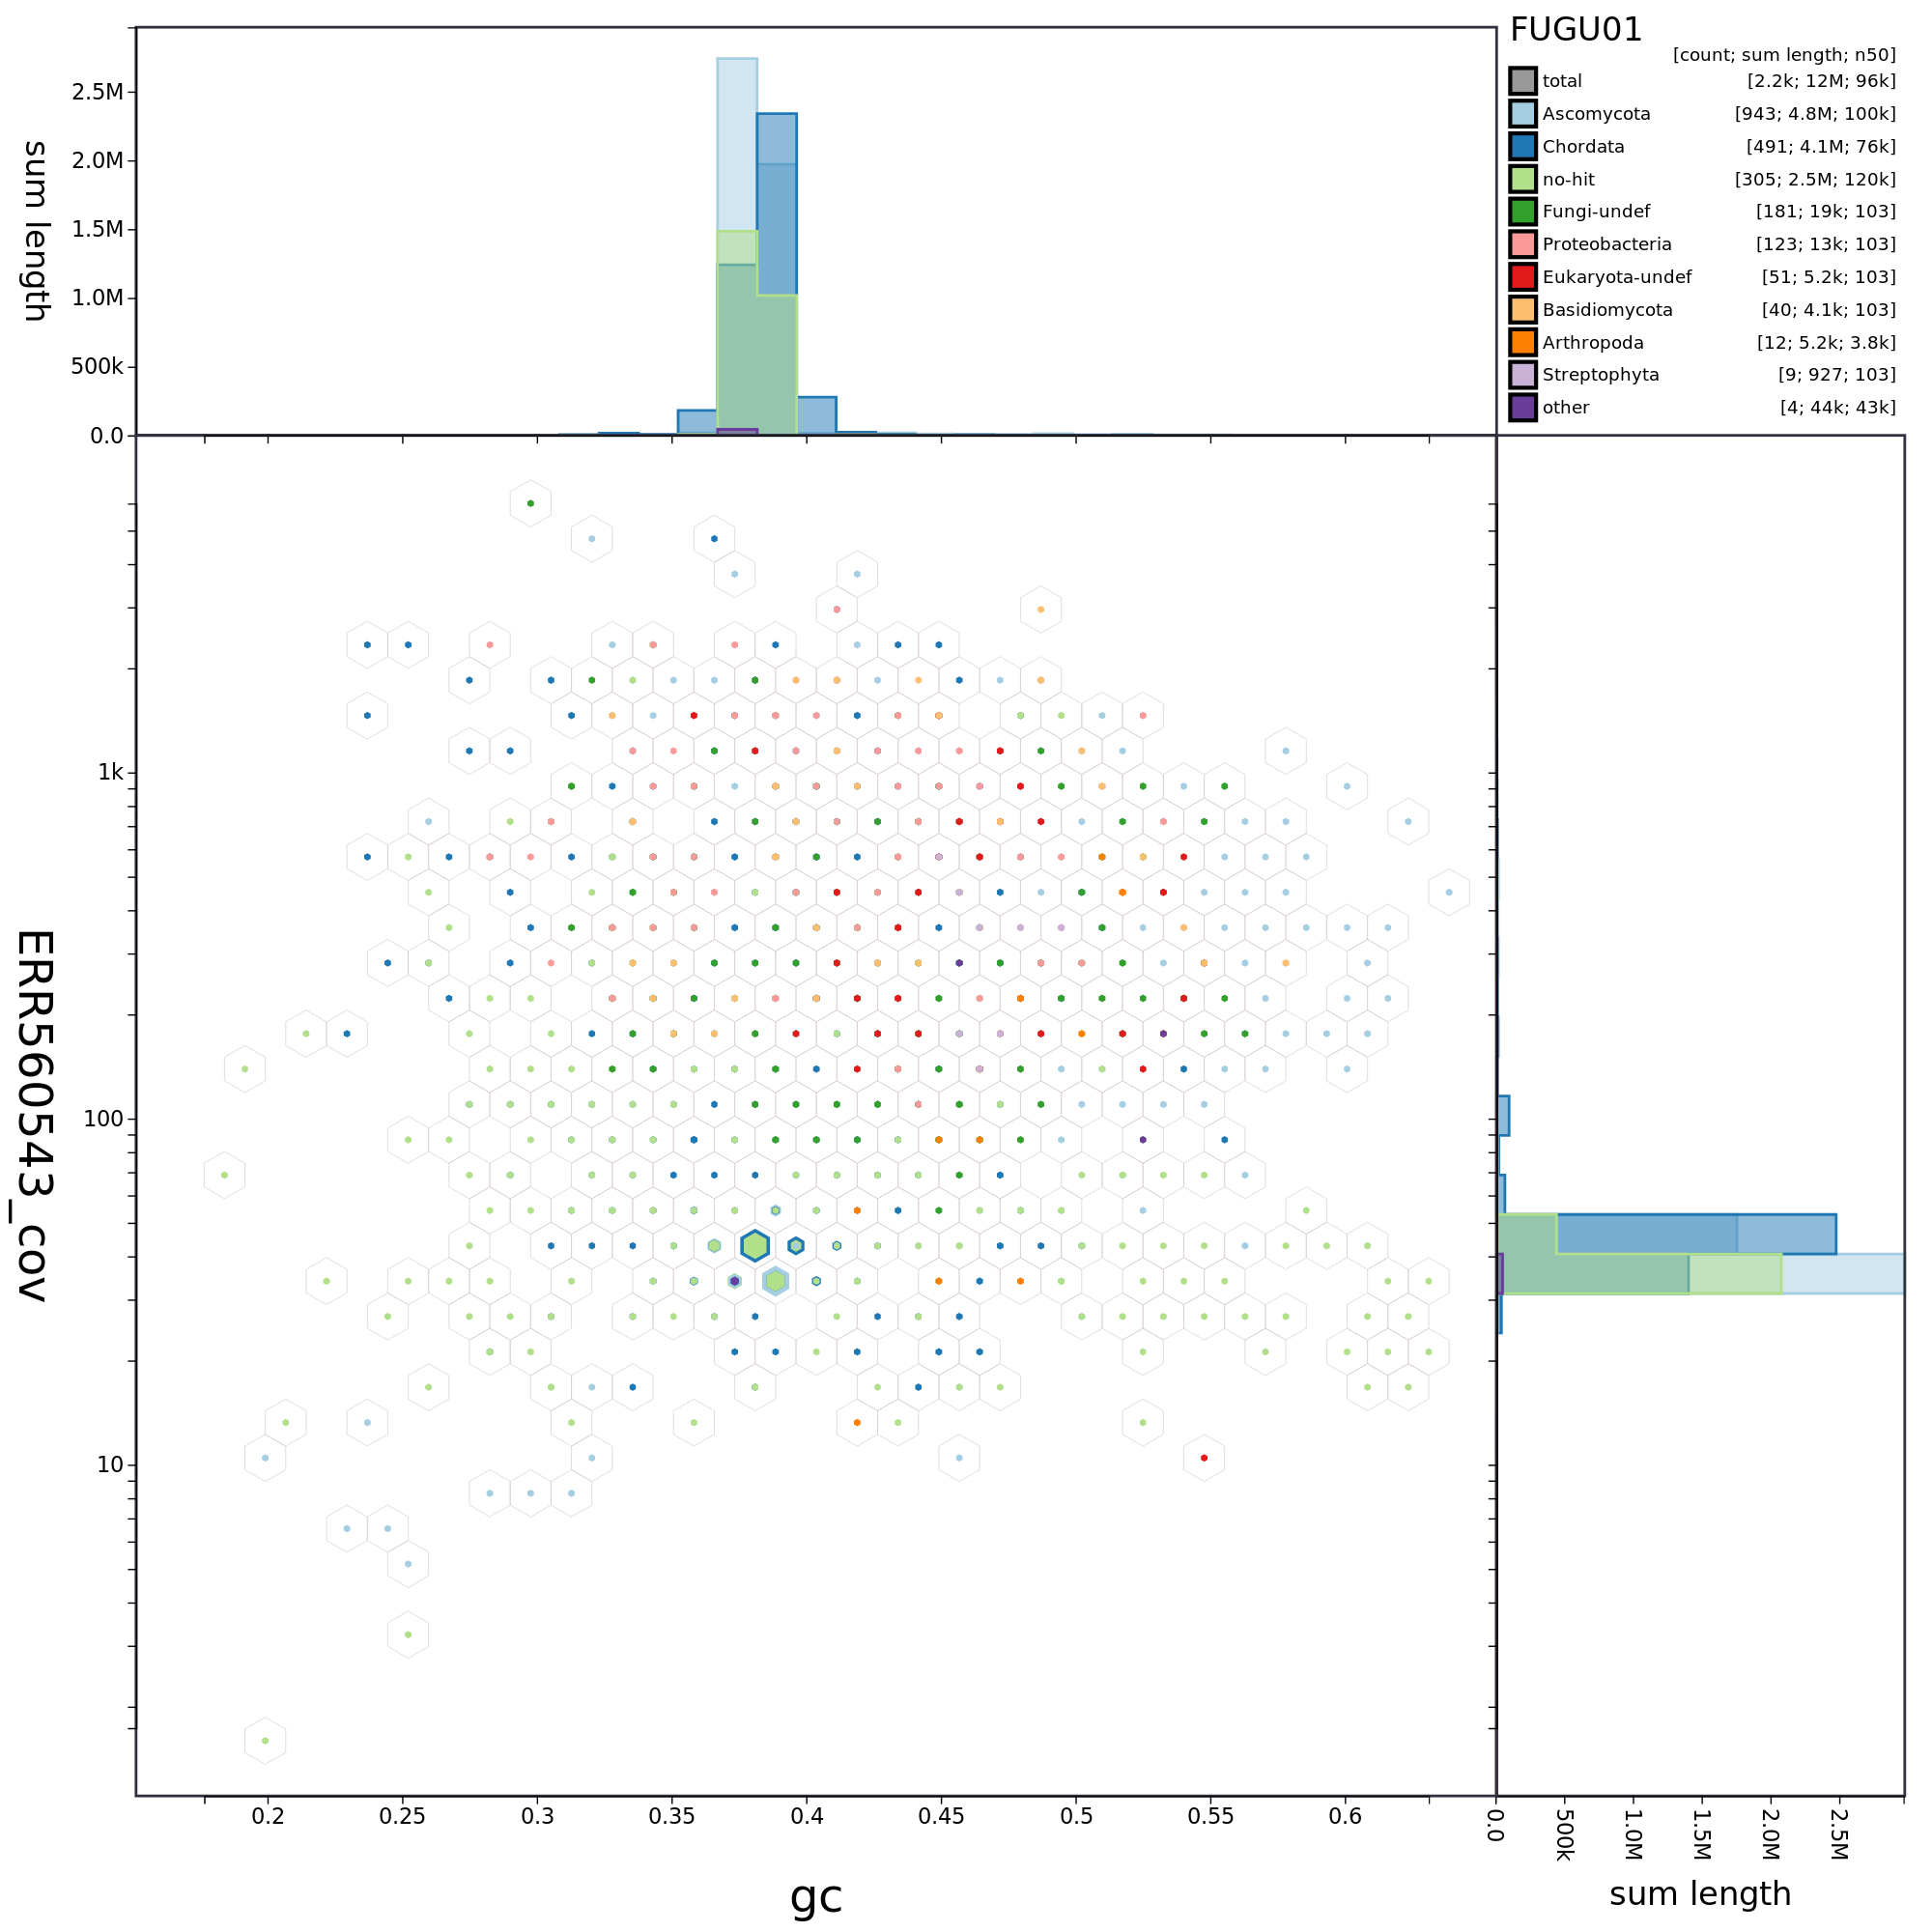 FUGU01
[count; sum length; n50]
total [2.2k; 12M; 96k]
Ascomycota [943; 4.8M; 100k]
Chordata [491; 4.1M; 76k]
no-hit [305; 2.5M; 120k]
Fungi-undef [181; 19k; 103]
Proteobacteria [123; 13k; 103]
Eukaryota-undef [51; 5.2k; 103]
Basidiomycota [40; 4.1k; 103]
Arthropoda [12; 5.2k; 3.8k]
Streptophyta [9; 927; 103]
other [4; 44k; 43k]
sum length
2.5M
2.0M
1.5M
1.0M
500k
0.0
ERR560543_cov
1k
100
10
0.2 0.25 0.3 0.35 0.4 0.45 0.5 0.55 0.6
gc
0.0 500k 1.0M 1.5M 2.0M 2.5M
sum length